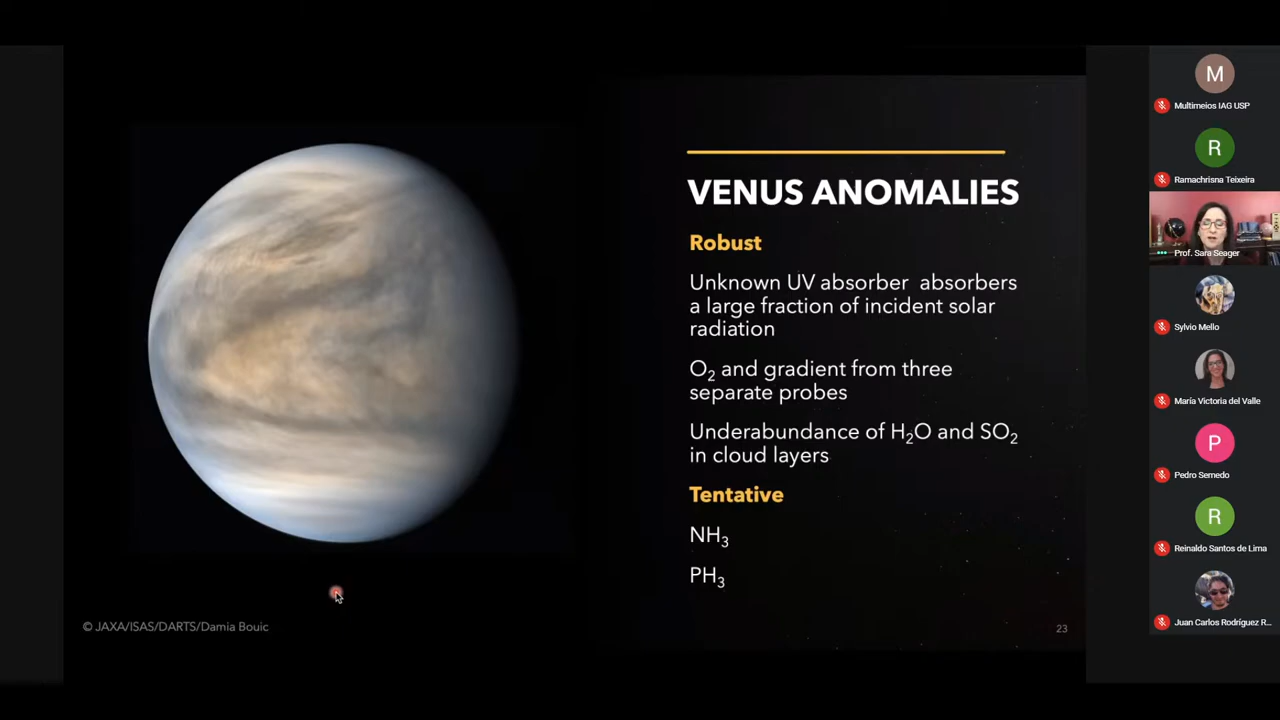 VENUS ANOMALIES
Robust
Unknown UV absorber absorbers
a large fraction of incident solar
radiation
O₂ and gradient from three
separate probes
Underabundance of H₂O and SO₂
in cloud layers
Tentative
NH₃
PH₃
© JAXA/ISAS/DARTS/Damia Bouic
23
M
Multimeios IAG USP
R
Ramachrisna Teixeira
Prof. Sara Seager
Sylvio Mello
María Victoria del Valle
P
Pedro Semedo
R
Reinaldo Santos de Lima
Juan Carlos Rodríguez R...